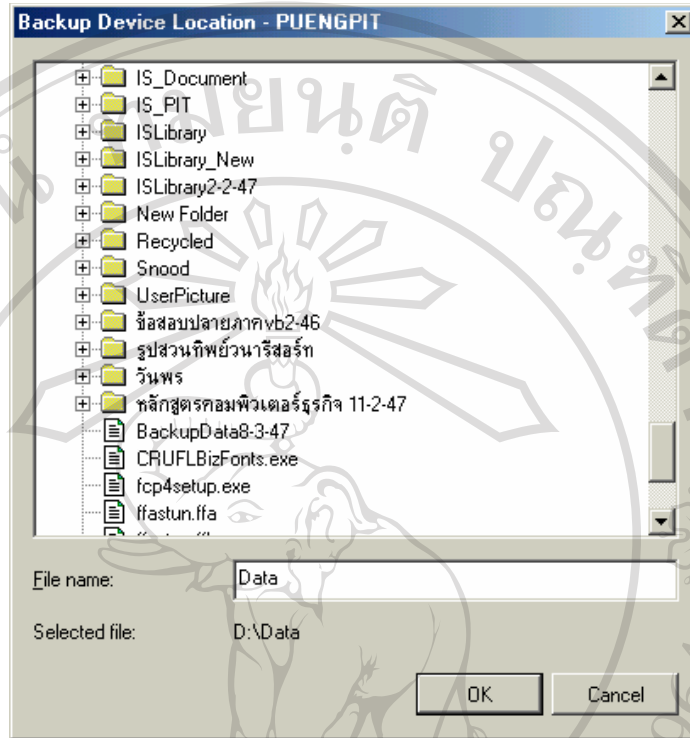 Backup Device Location - PUENGPIT
IS_Document
IS_PIT
ISLibrary
ISLibrary_New
ISLibrary2-2-47
New Folder
Recycled
Snood
UserPicture
ข้อสอบปลายภาคvb2-46
รูปสวนทิพย์วนารีสอร์ท
วันพร
หลักสูตรคอมพิวเตอร์ธุรกิจ 11-2-47
BackupData8-3-47
CRUFLBizFonts.exe
fcp4setup.exe
ffastun.ffa
File name: Data
Selected file: D:\Data
OK Cancel